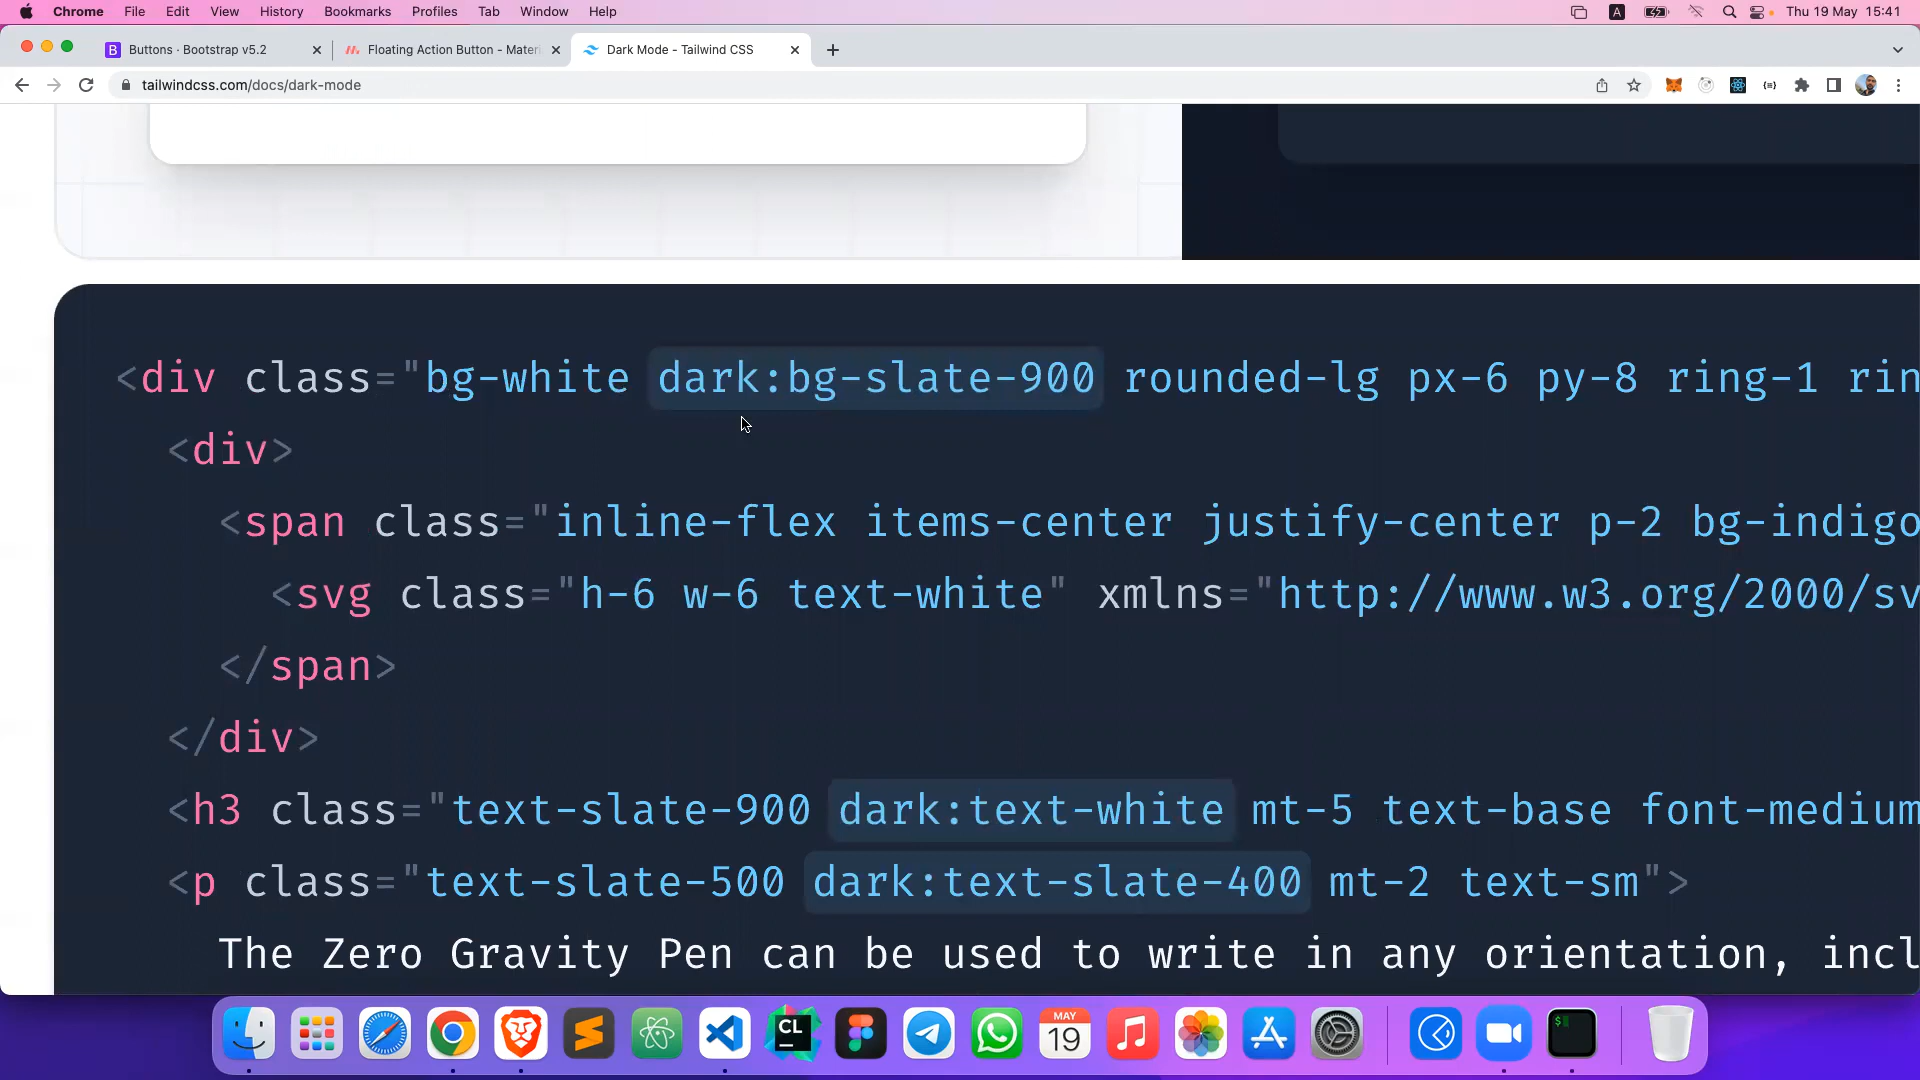 Chrome File Edit View History Bookmarks Profiles Tab Window Help A Thu 19 May 15:41
B Buttons · Bootstrap v5.2 Floating Action Button - Materi Dark Mode - Tailwind CSS
tailwindcss.com/docs/dark-mode
<div class="bg-white dark:bg-slate-900 rounded-lg px-6 py-8 ring-1 rin
<div>
<span class="inline-flex items-center justify-center p-2 bg-indigo
<svg class="h-6 w-6 text-white" xmlns="http://www.w3.org/2000/sv
</span>
</div>
<h3 class="text-slate-900 dark:text-white mt-5 text-base font-medium
<p class="text-slate-500 dark:text-slate-400 mt-2 text-sm">
The Zero Gravity Pen can be used to write in any orientation, incl
CL
MAY
19
$